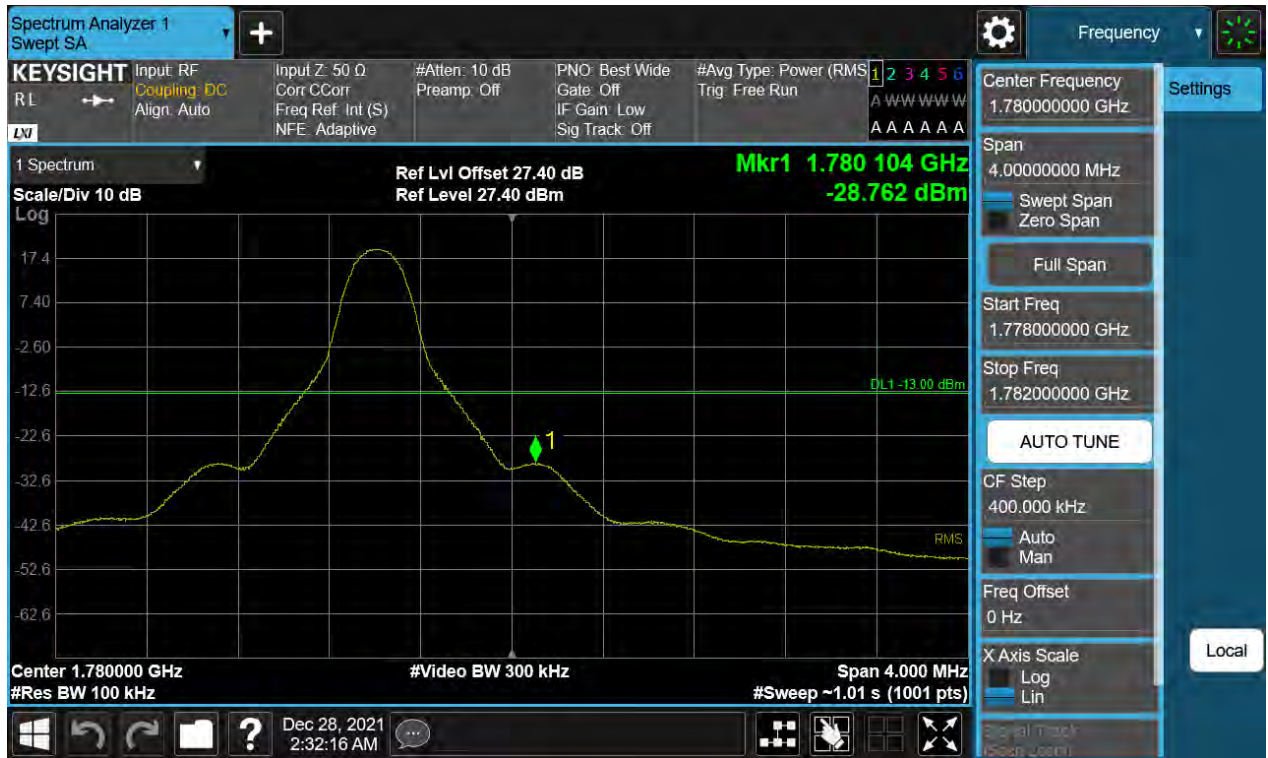 Spectrum Analyzer 1
Swept SA
+
Frequency
KEYSIGHT
RL
LXI
Input: RF
Coupling: DC
Align: Auto
Input Z: 50 Ω
Corr CCorr
Freq Ref: Int (S)
NFE: Adaptive
#Atten: 10 dB
Preamp: Off
PNO: Best Wide
Gate: Off
IF Gain: Low
Sig Track: Off
#Avg Type: Power (RMS
Trig: Free Run
1 2 3 4 5 6
A W W W W W
A A A A A A
1 Spectrum
Scale/Div 10 dB
Log
Ref Lvl Offset 27.40 dB
Ref Level 27.40 dBm
Mkr1 1.780 104 GHz
-28.762 dBm
17.4
7.40
-2.60
-12.6
-22.6
-32.6
-42.6
-52.6
-62.6
DL1 -13.00 dBm
1
RMS
Center 1.780000 GHz
#Res BW 100 kHz
#Video BW 300 kHz
Span 4.000 MHz
#Sweep ~1.01 s (1001 pts)
Center Frequency
1.780000000 GHz
Span
4.00000000 MHz
Swept Span
Zero Span
Full Span
Start Freq
1.778000000 GHz
Stop Freq
1.782000000 GHz
AUTO TUNE
CF Step
400.000 kHz
Auto
Man
Freq Offset
0 Hz
X Axis Scale
Log
Lin
Settings
Local
?
Dec 28, 2021
2:32:16 AM